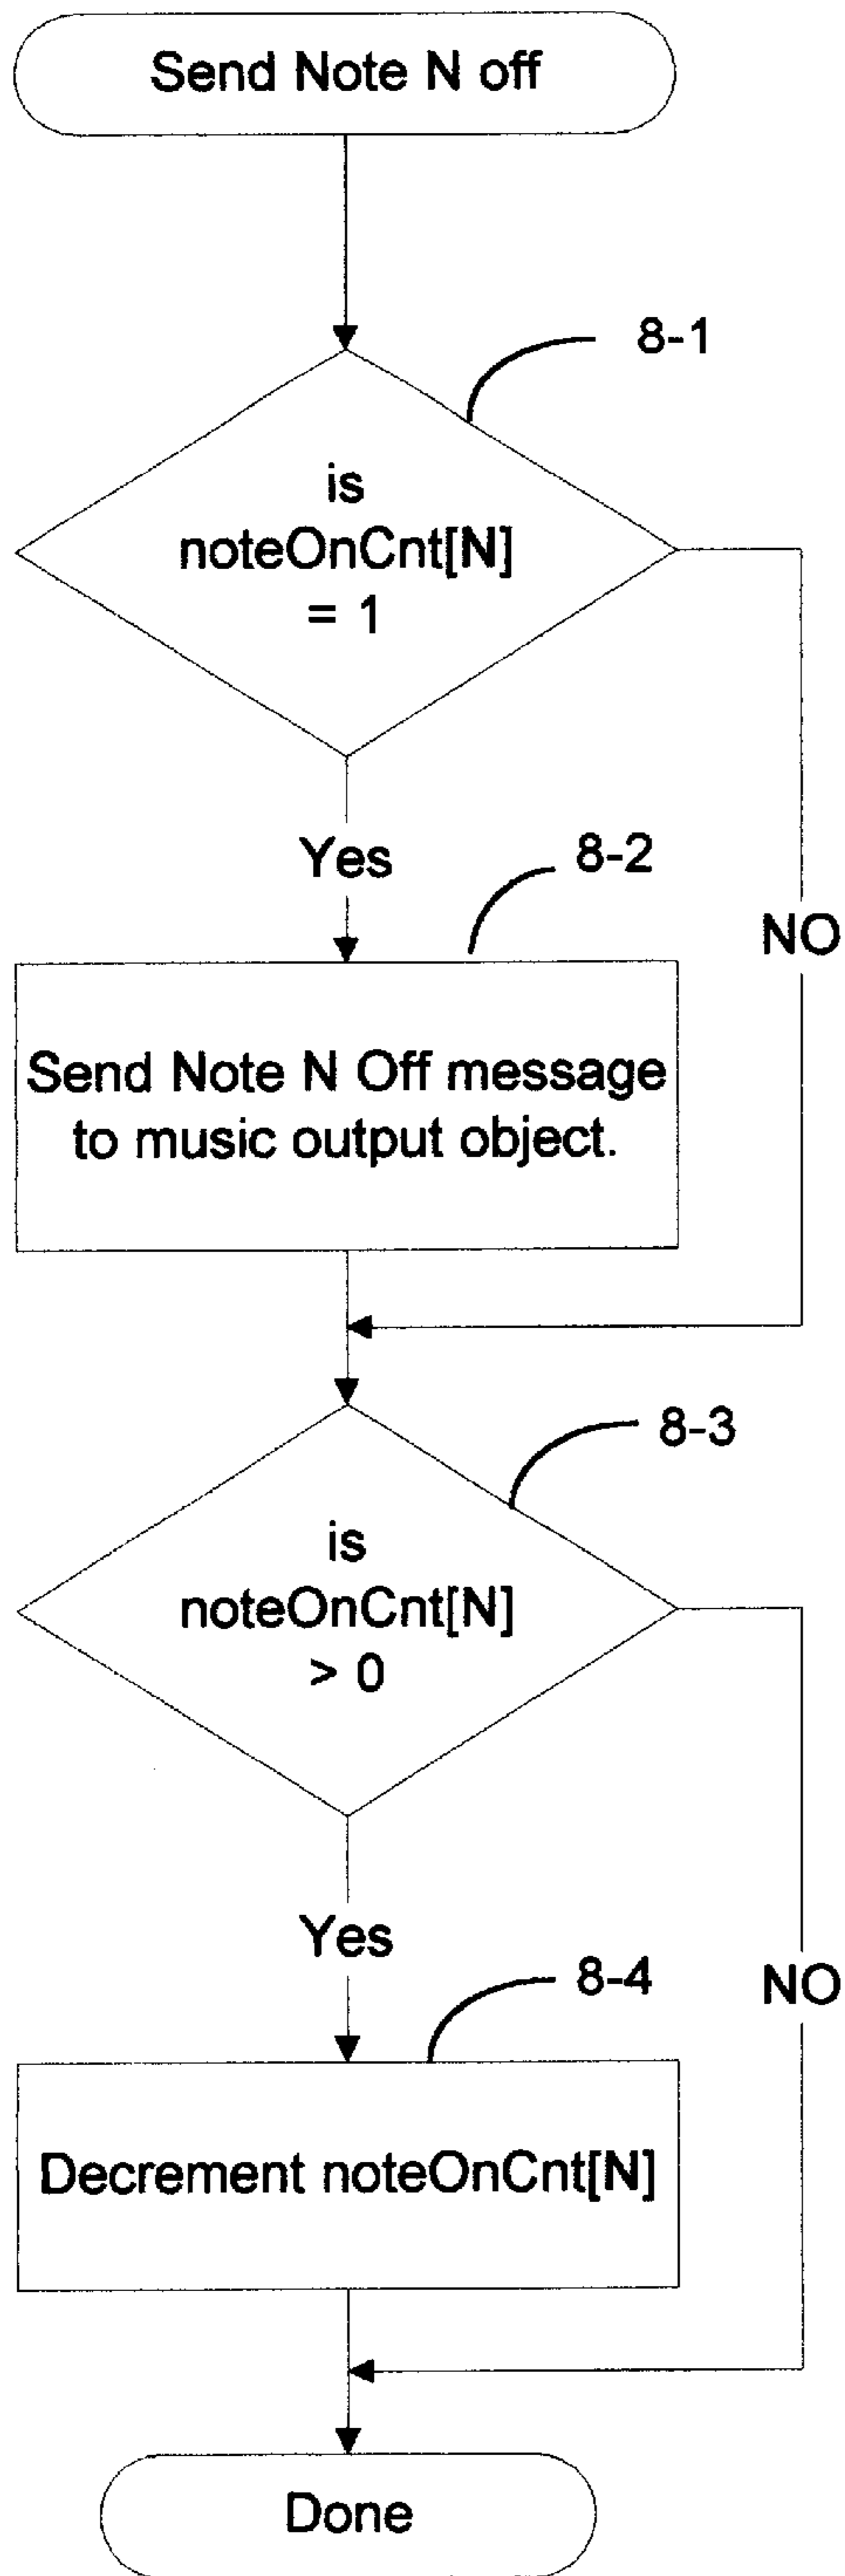 Send Note N off
8-1
is
noteOnCnt[N]
= 1
Yes
8-2
NO
Send Note N Off message
to music output object.
8-3
is
noteOnCnt[N]
> 0
Yes
8-4
NO
Decrement noteOnCnt[N]
Done